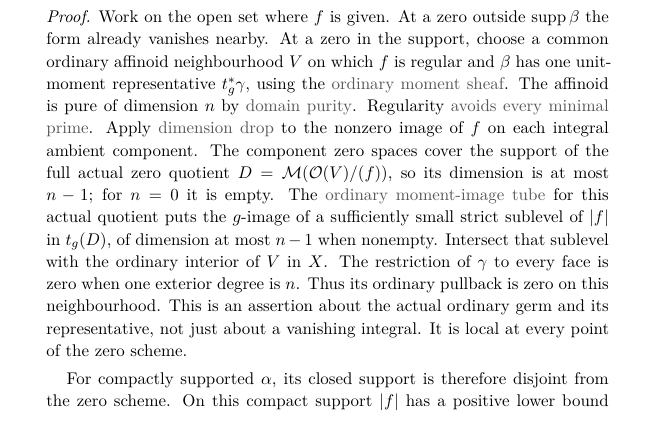 Proof. Work on the open set where f is given. At a zero outside supp β the
form already vanishes nearby. At a zero in the support, choose a common
ordinary affinoid neighbourhood V on which f is regular and β has one unit-
moment representative t*_g γ, using the ordinary moment sheaf. The affinoid
is pure of dimension n by domain purity. Regularity avoids every minimal
prime. Apply dimension drop to the nonzero image of f on each integral
ambient component. The component zero spaces cover the support of the
full actual zero quotient D = ℳ(𝒪(V)/(f)), so its dimension is at most
n − 1; for n = 0 it is empty. The ordinary moment-image tube for this
actual quotient puts the g-image of a sufficiently small strict sublevel of |f|
in t_g(D), of dimension at most n − 1 when nonempty. Intersect that sublevel
with the ordinary interior of V in X. The restriction of γ to every face is
zero when one exterior degree is n. Thus its ordinary pullback is zero on this
neighbourhood. This is an assertion about the actual ordinary germ and its
representative, not just about a vanishing integral. It is local at every point
of the zero scheme.
For compactly supported α, its closed support is therefore disjoint from
the zero scheme. On this compact support |f| has a positive lower bound